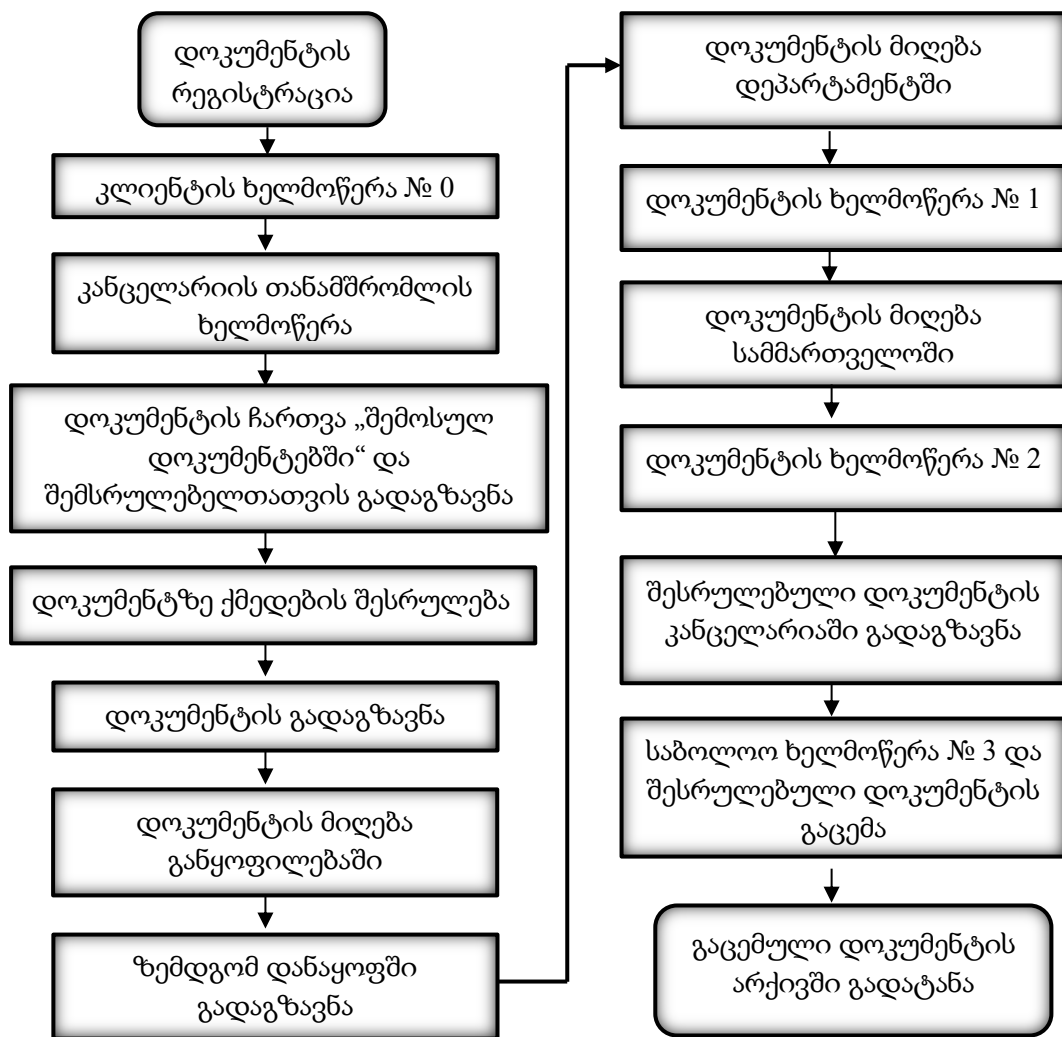 დოკუმენტის
რეგისტრაცია
კლიენტის ხელმოწერა № 0
კანცელარიის თანამშრომლის
ხელმოწერა
დოკუმენტის ჩართვა „შემოსულ
დოკუმენტებში“ და
შემსრულებელთათვის გადაგზავნა
დოკუმენტზე ქმედების შესრულება
დოკუმენტის გადაგზავნა
დოკუმენტის მიღება
განყოფილებაში
ზემდგომ დანაყოფში
გადაგზავნა
დოკუმენტის მიღება
დეპარტამენტში
დოკუმენტის ხელმოწერა № 1
დოკუმენტის მიღება
სამმართველოში
დოკუმენტის ხელმოწერა № 2
შესრულებული დოკუმენტის
კანცელარიაში გადაგზავნა
საბოლოო ხელმოწერა № 3 და
შესრულებული დოკუმენტის
გაცემა
გაცემული დოკუმენტის
არქივში გადატანა